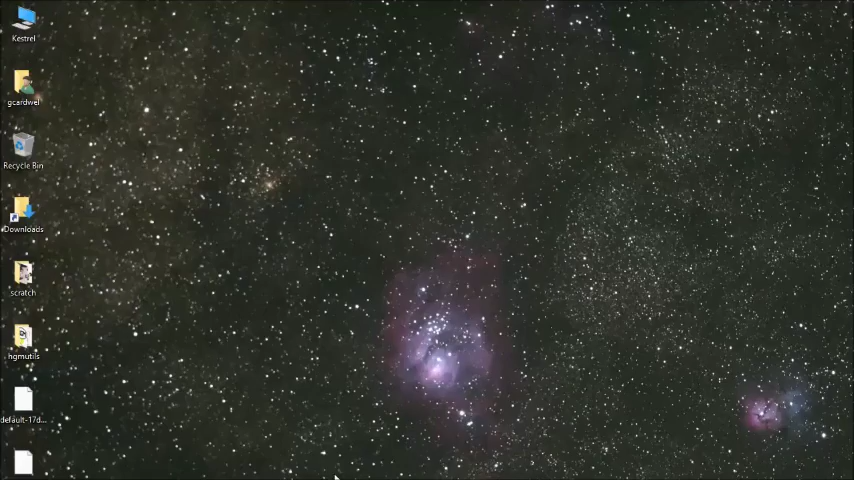 Kestrel
gcardwel
Recycle Bin
Downloads
scratch
hgmutils
default-17d...